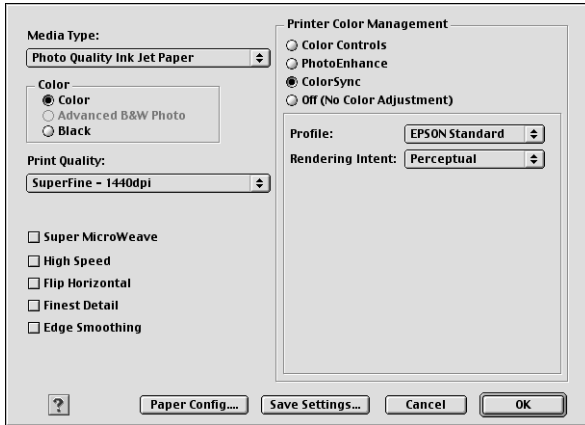 Media Type:
Photo Quality Ink Jet Paper
Color
Color
Advanced B&W Photo
Black
Print Quality:
SuperFine - 1440dpi
Super MicroWeave
High Speed
Flip Horizontal
Finest Detail
Edge Smoothing
Printer Color Management
Color Controls
PhotoEnhance
ColorSync
Off (No Color Adjustment)
Profile: EPSON Standard
Rendering Intent: Perceptual
? Paper Config.... Save Settings... Cancel OK